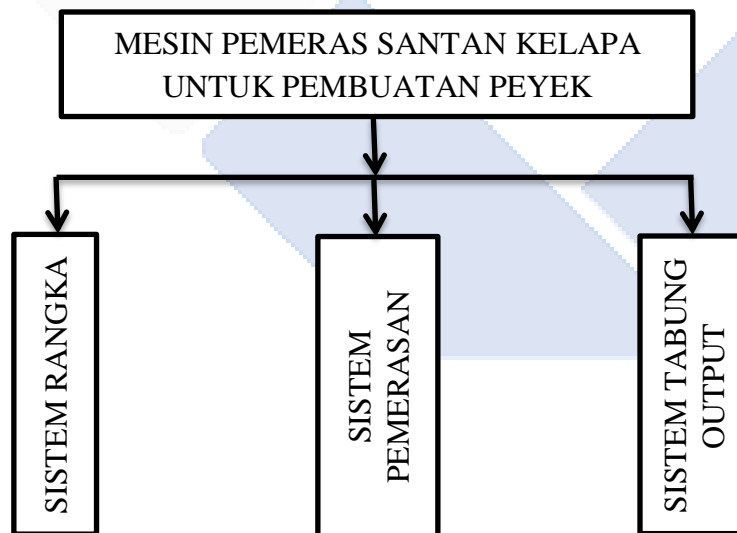 MESIN PEMERAS SANTAN KELAPA
UNTUK PEMBUATAN PEYEK
SISTEM RANGKA
SISTEM
PEMERASAN
SISTEM TABUNG
OUTPUT